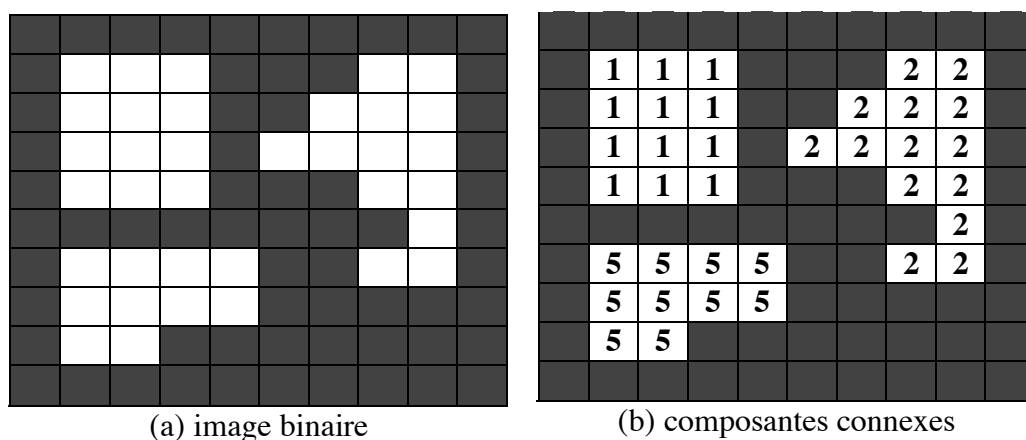 1 1 1 2 2
1 1 1 2 2 2
1 1 1 2 2 2 2
1 1 1 2 2
2
5 5 5 5 2 2
5 5 5 5
5 5
(a) image binaire
(b) composantes connexes